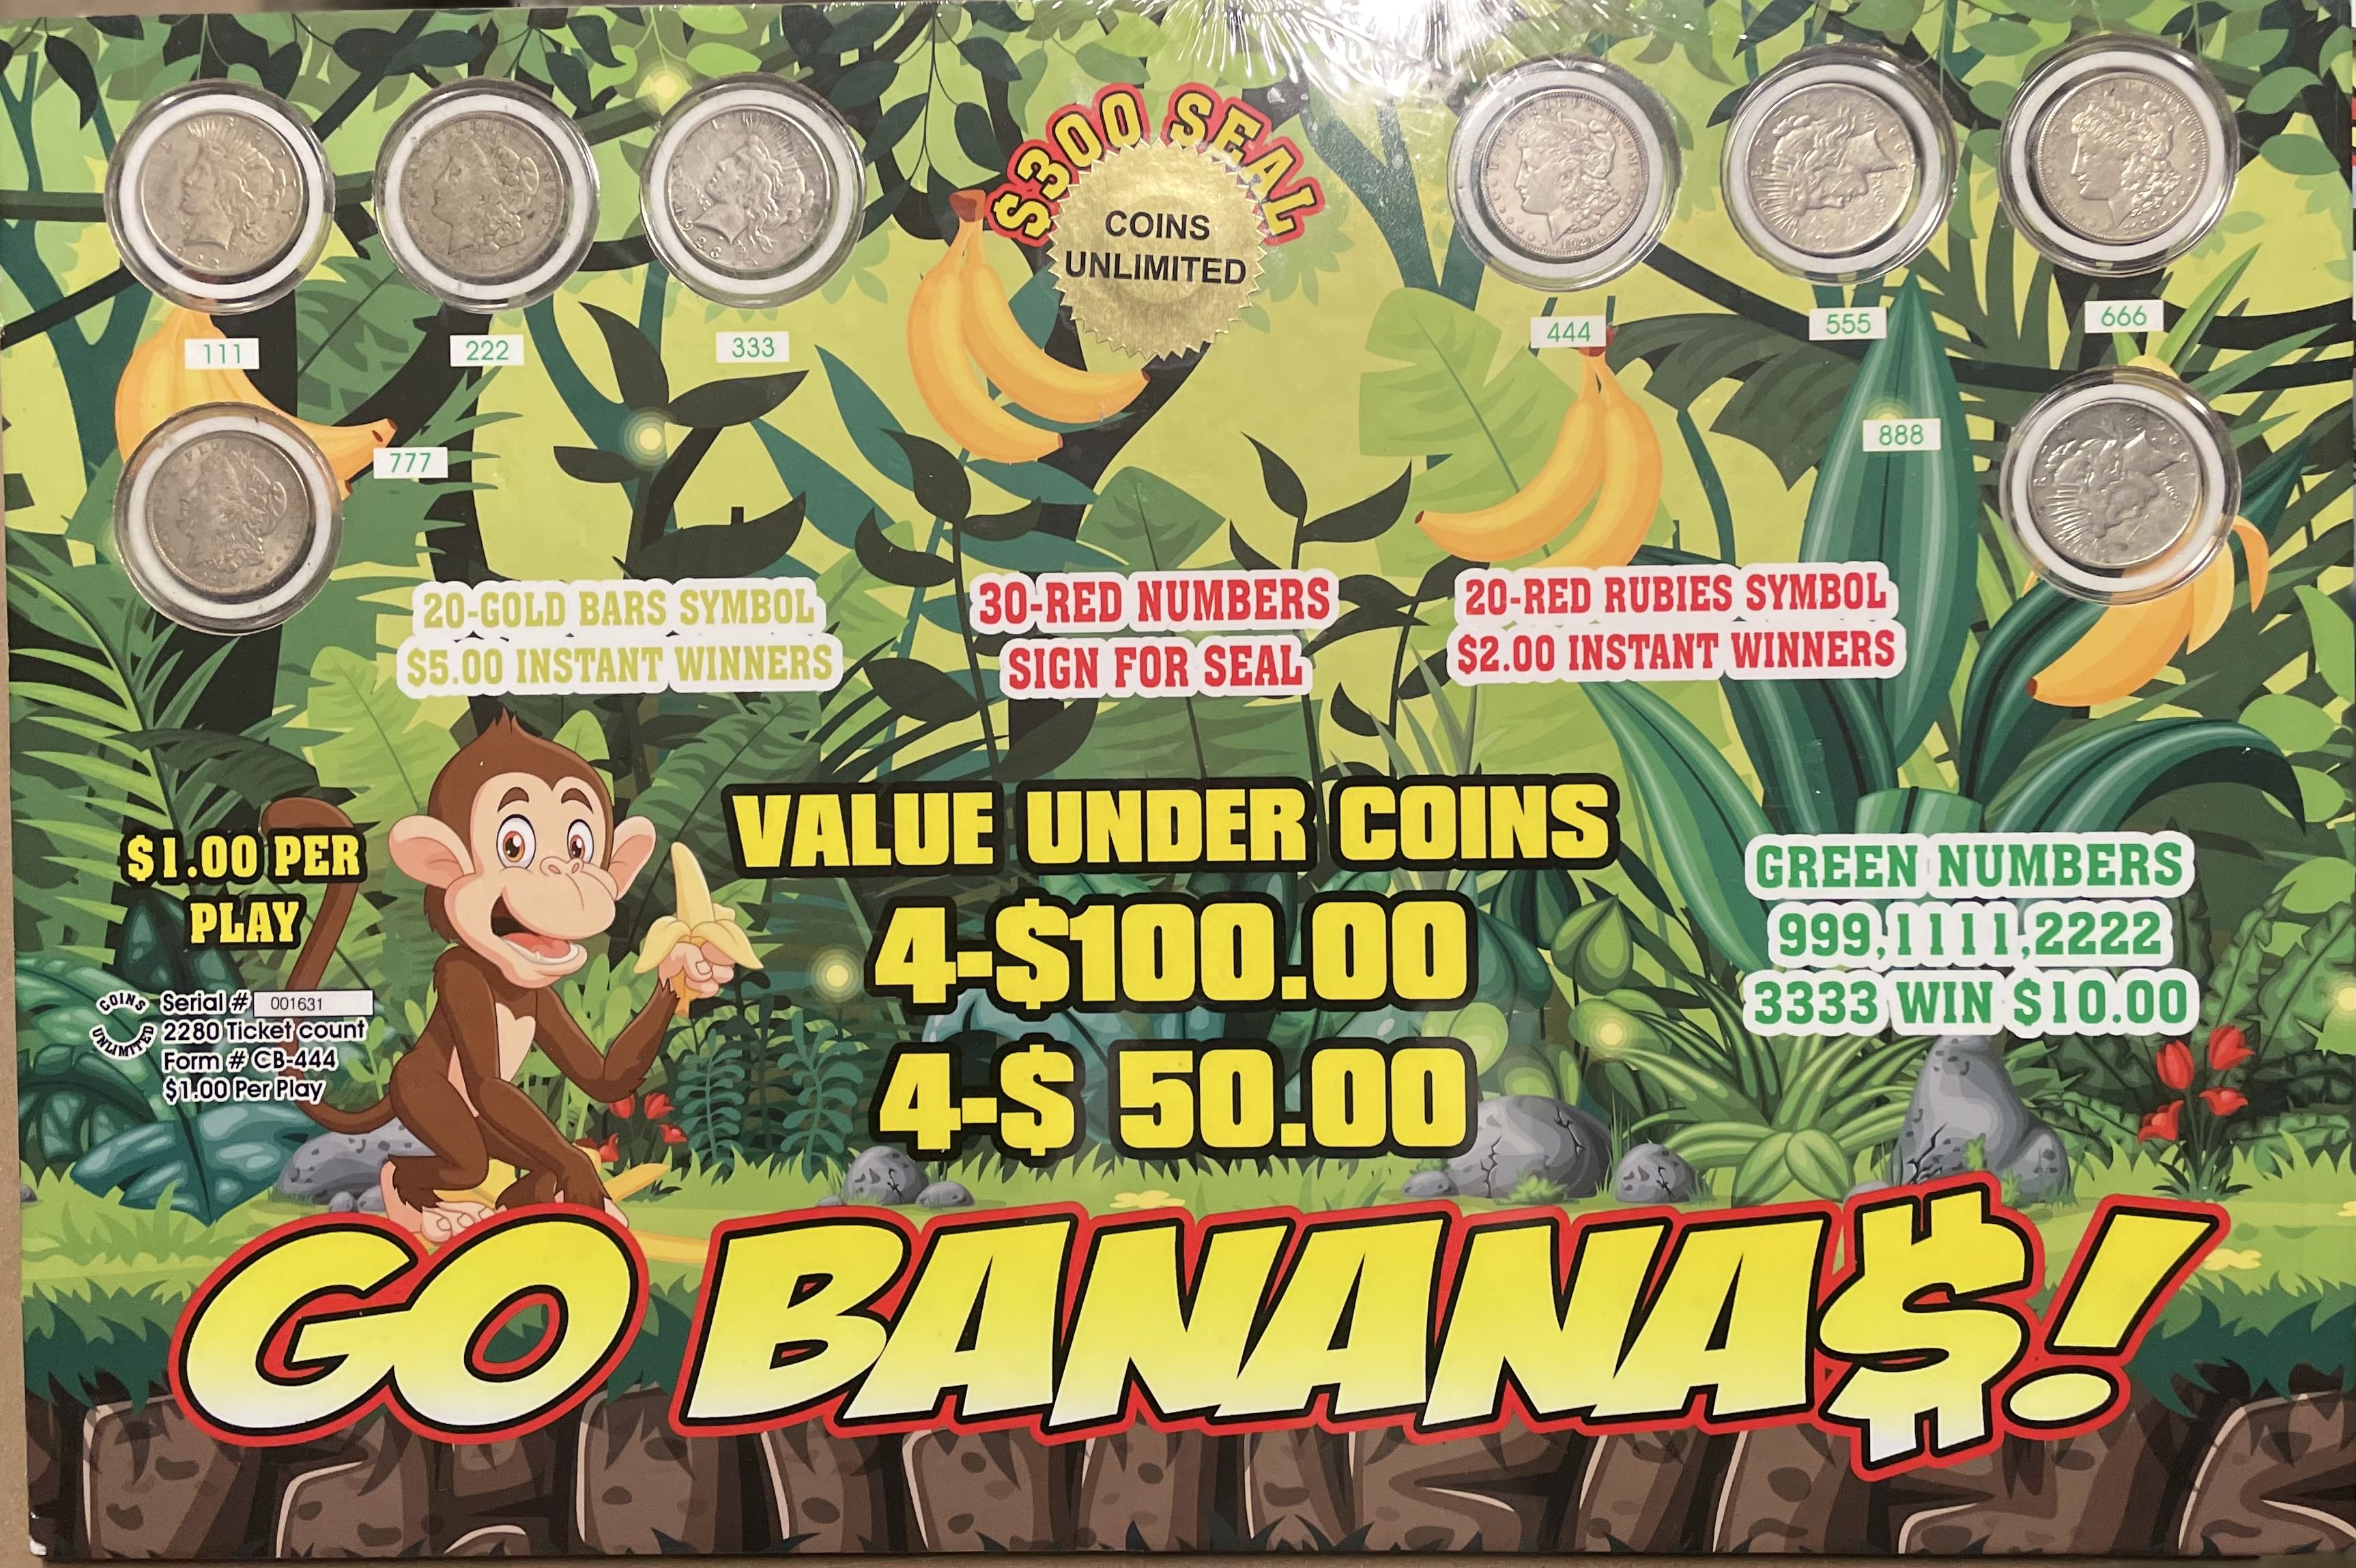 $300 SEAL
COINS
UNLIMITED
111
222
333
444
555
666
777
888
20-GOLD BARS SYMBOL
$5.00 INSTANT WINNERS
30-RED NUMBERS
SIGN FOR SEAL
20-RED RUBIES SYMBOL
$2.00 INSTANT WINNERS
$1.00 PER
PLAY
VALUE UNDER COINS
4-$100.00
4-$ 50.00
GREEN NUMBERS
999,1111,2222
3333 WIN $10.00
COINS
UNLIMITED
Serial # 001631
2280 Ticket count
Form # CB-444
$1.00 Per Play
GO BANANA$!